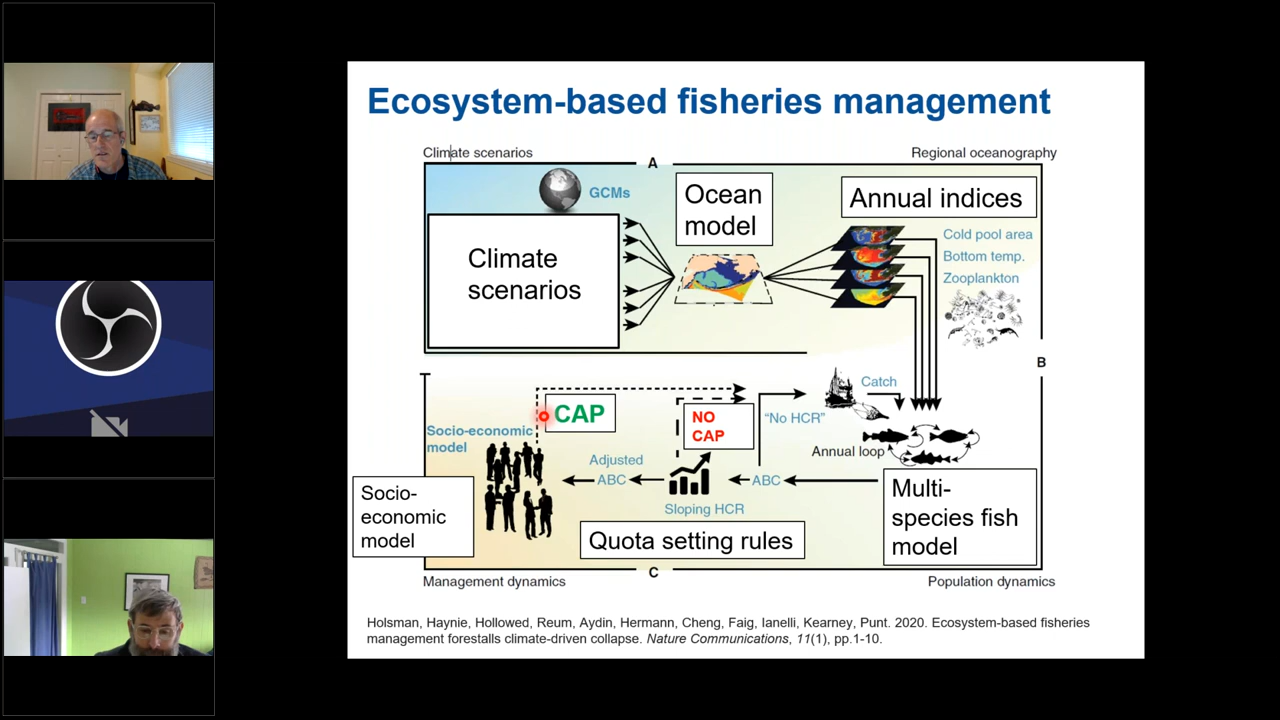 Ecosystem-based fisheries management
Climate scenarios
A
Regional oceanography
GCMs
Ocean
model
Annual indices
Climate
scenarios
Cold pool area
Bottom temp.
Zooplankton
B
Catch
CAP
NO
CAP
"No HCR"
Socio-economic
model
Annual loop
Adjusted
ABC
ABC
Sloping HCR
Socio-
economic
model
Multi-
species fish
model
Quota setting rules
C
Management dynamics
Population dynamics
Holsman, Haynie, Hollowed, Reum, Aydin, Hermann, Cheng, Faig, Ianelli, Kearney, Punt. 2020. Ecosystem-based fisheries
management forestalls climate-driven collapse. Nature Communications, 11(1), pp.1-10.